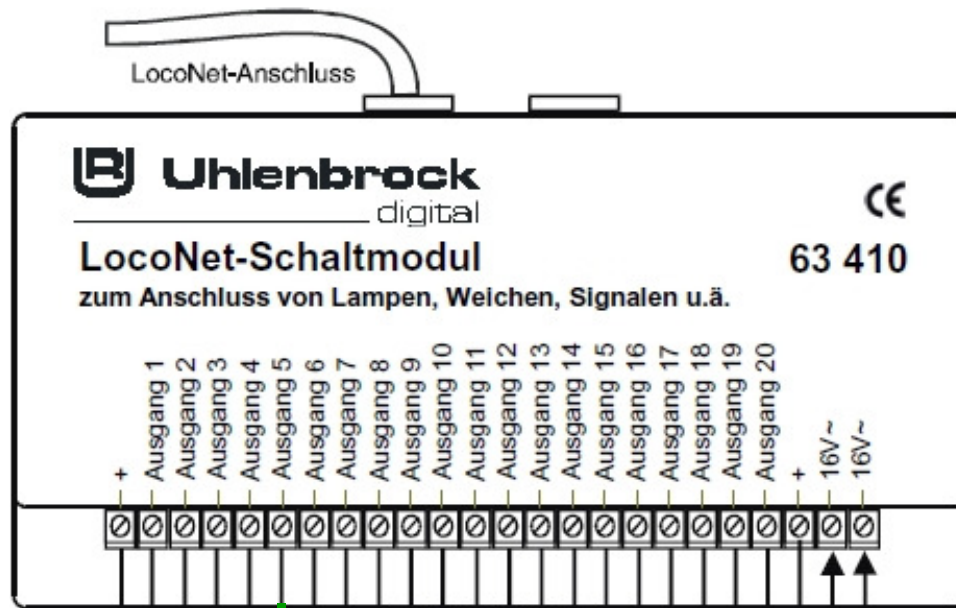 LocoNet-Anschluss
Uhlenbrock
digital
CE
LocoNet-Schaltmodul
63 410
zum Anschluss von Lampen, Weichen, Signalen u.ä.
+
Ausgang 1
Ausgang 2
Ausgang 3
Ausgang 4
Ausgang 5
Ausgang 6
Ausgang 7
Ausgang 8
Ausgang 9
Ausgang 10
Ausgang 11
Ausgang 12
Ausgang 13
Ausgang 14
Ausgang 15
Ausgang 16
Ausgang 17
Ausgang 18
Ausgang 19
Ausgang 20
+
16V~
16V~